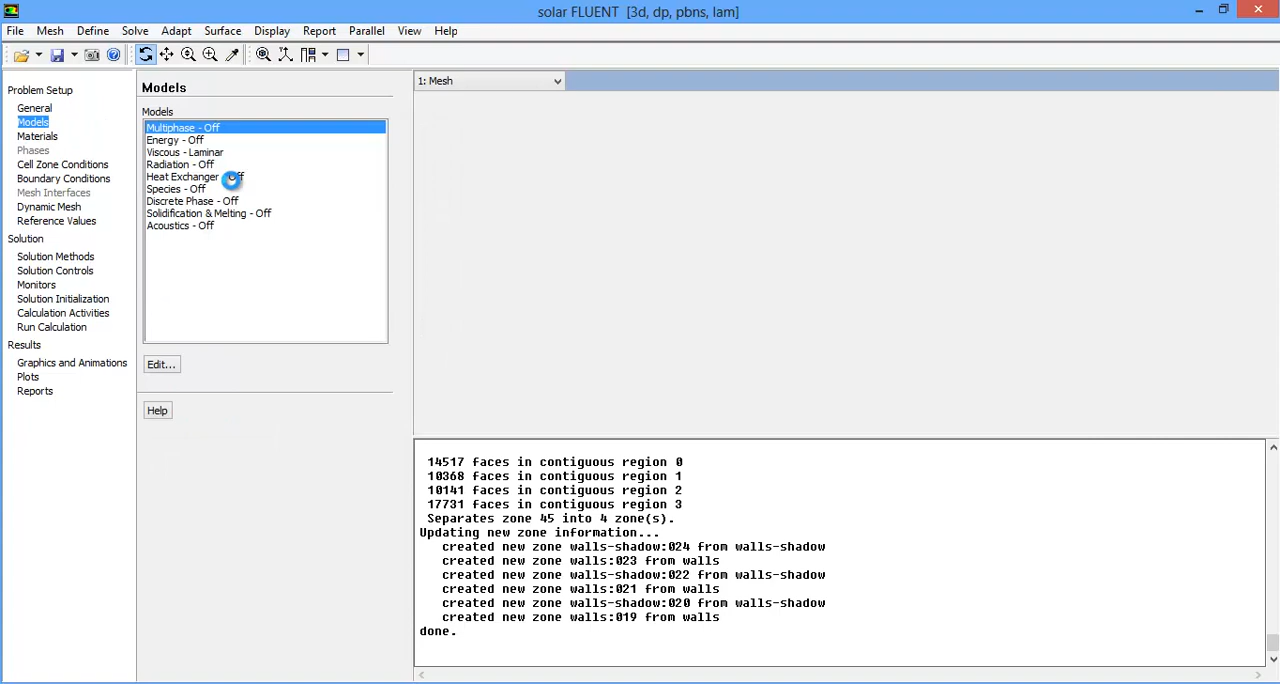 solar FLUENT [3d, dp, pbns, lam]
File Mesh Define Solve Adapt Surface Display Report Parallel View Help
Problem Setup
General
Models
Materials
Phases
Cell Zone Conditions
Boundary Conditions
Mesh Interfaces
Dynamic Mesh
Reference Values
Solution
Solution Methods
Solution Controls
Monitors
Solution Initialization
Calculation Activities
Run Calculation
Results
Graphics and Animations
Plots
Reports
Models
Models
Multiphase - Off
Energy - Off
Viscous - Laminar
Radiation - Off
Heat Exchanger - Off
Species - Off
Discrete Phase - Off
Solidification & Melting - Off
Acoustics - Off
Edit...
Help
1: Mesh
14517 faces in contiguous region 0
10368 faces in contiguous region 1
10141 faces in contiguous region 2
17731 faces in contiguous region 3
Separates zone 45 into 4 zone(s).
Updating new zone information...
created new zone walls-shadow:024 from walls-shadow
created new zone walls:023 from walls
created new zone walls-shadow:022 from walls-shadow
created new zone walls:021 from walls
created new zone walls-shadow:020 from walls-shadow
created new zone walls:019 from walls
done.